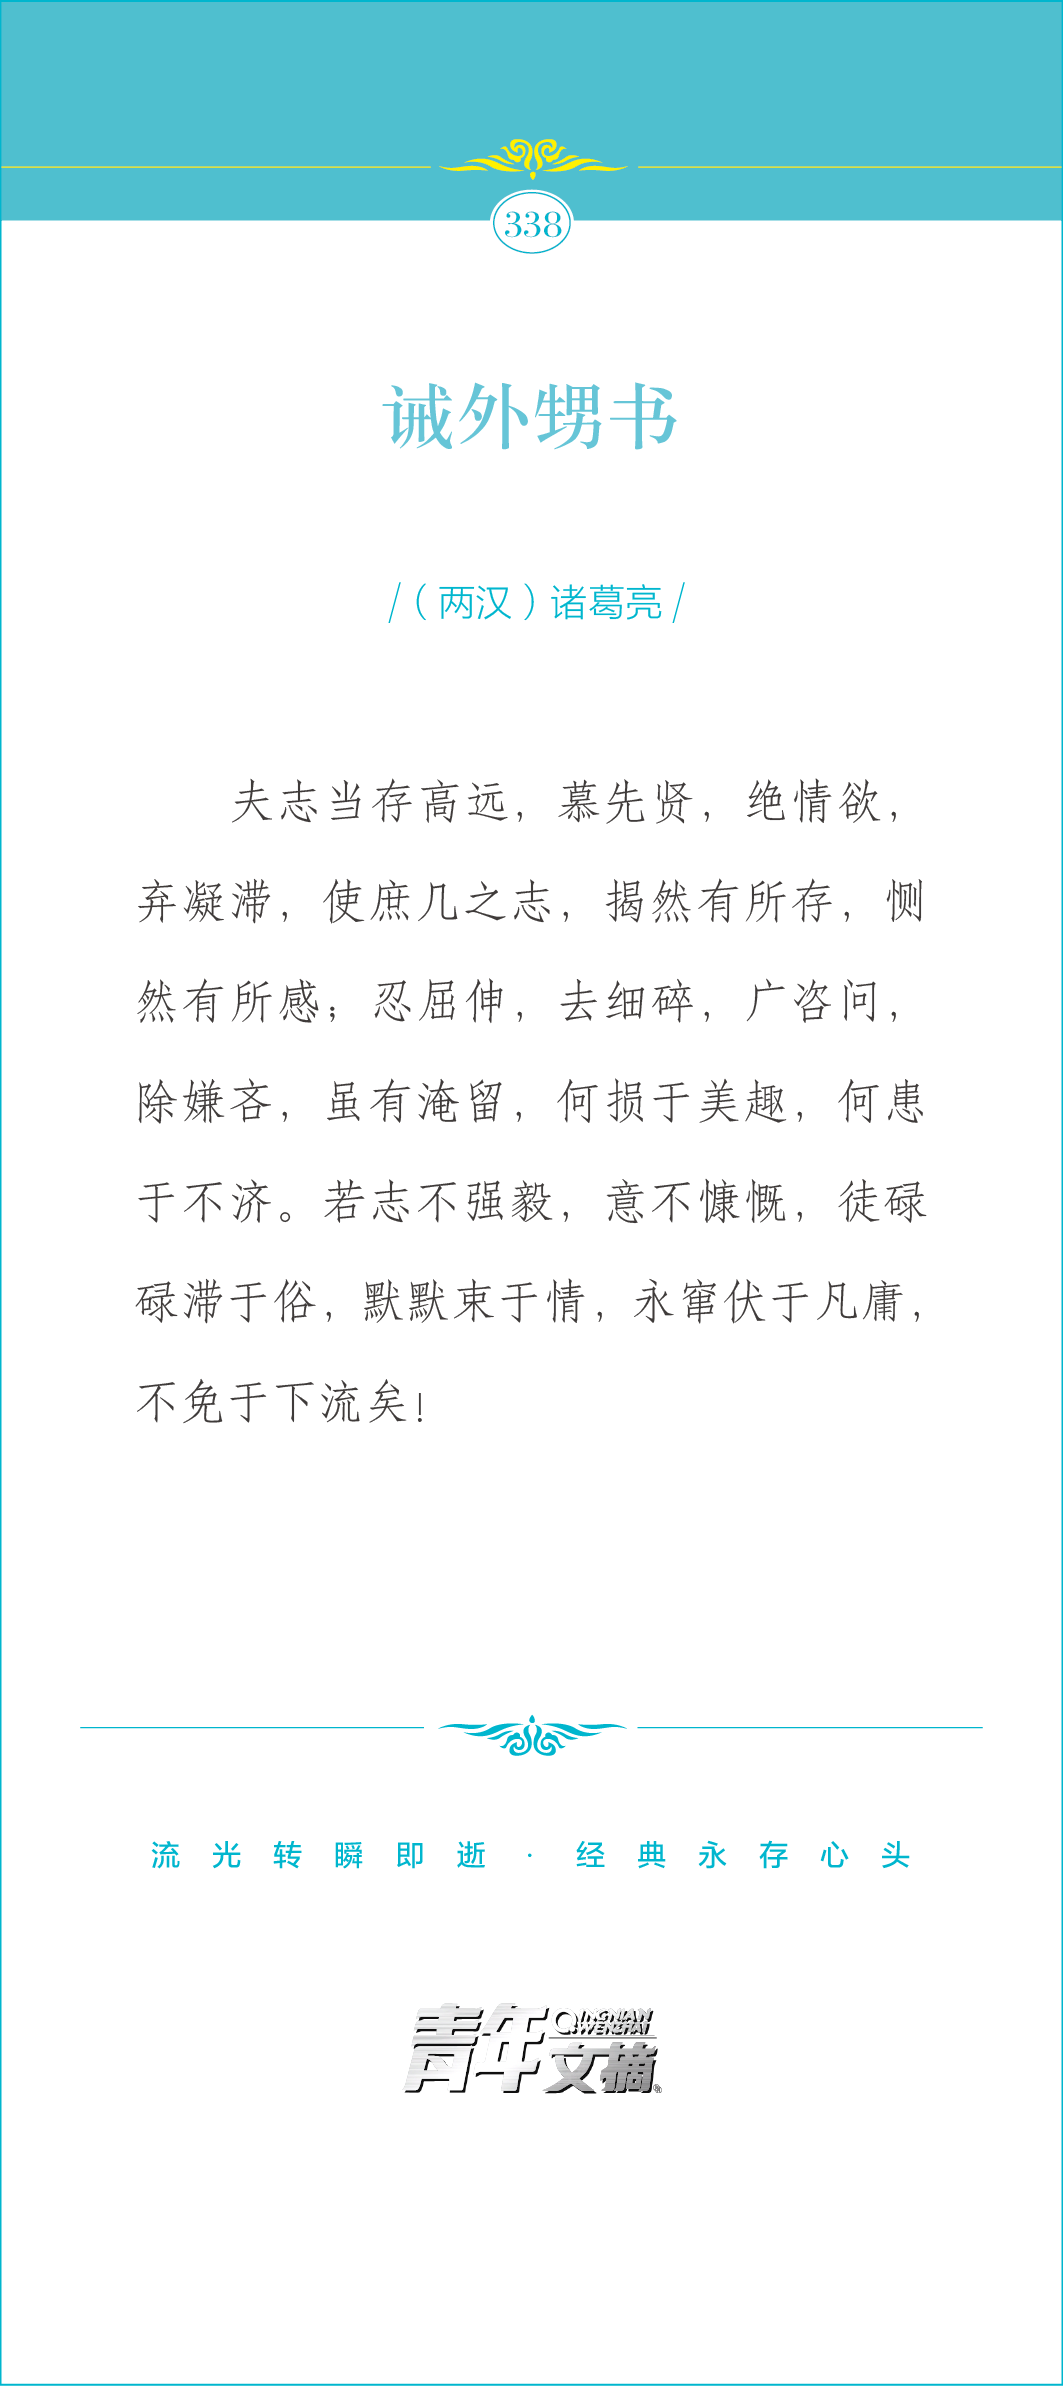 338
诫外甥书
/（两汉）诸葛亮/
夫志当存高远，慕先贤，绝情欲，
弃凝滞，使庶几之志，揭然有所存，恻
然有所感；忍屈伸，去细碎，广咨问，
除嫌吝，虽有淹留，何损于美趣，何患
于不济。若志不强毅，意不慷慨，徒碌
碌滞于俗，默默束于情，永窜伏于凡庸，
不免于下流矣！
流光转瞬即逝·经典永存心头
青年文摘
QINGNIAN
WENZHAI
®